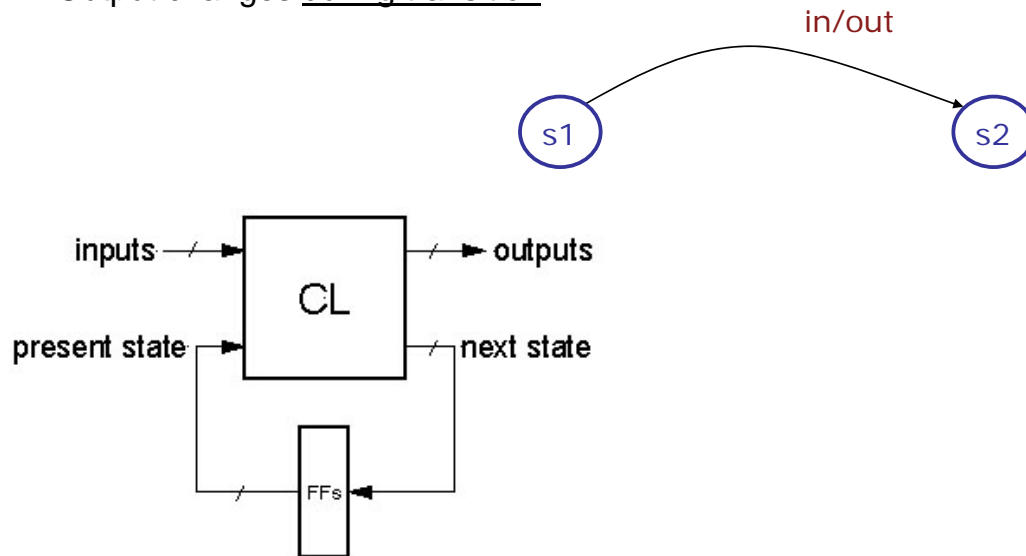 in/out
s1
s2
inputs
outputs
CL
present state
next state
FFs